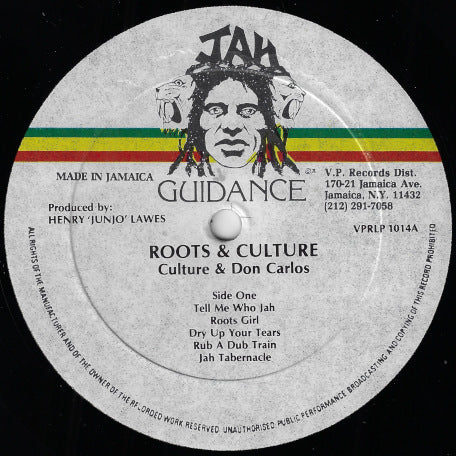 JAH
GUIDANCE
MADE IN JAMAICA
Produced by:
HENRY 'JUNJO' LAWES
V.P. Records Dist.
170-21 Jamaica Ave.
Jamaica, N.Y. 11432
(212) 291-7058
VPRLP 1014A
ROOTS & CULTURE
Culture & Don Carlos
Side One
Tell Me Who Jah
Roots Girl
Dry Up Your Tears
Rub A Dub Train
Jah Tabernacle
ALL RIGHTS OF THE MANUFACTURER AND OF THE OWNER OF THE RECORDED WORK RESERVED. UNAUTHORISED PUBLIC PERFORMANCE BROADCASTING AND COPYING OF THIS RECORD PROHIBITED